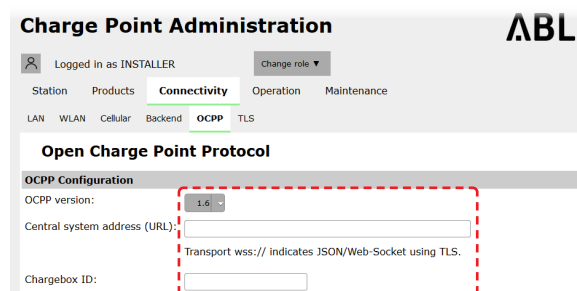 Charge Point Administration
ABL
Logged in as INSTALLER
Change role ▼
Station Products Connectivity Operation Maintenance
LAN WLAN Cellular Backend OCPP TLS
Open Charge Point Protocol
OCPP Configuration
OCPP version: 1.6
Central system address (URL):
Transport wss:// indicates JSON/Web-Socket using TLS.
Chargebox ID: